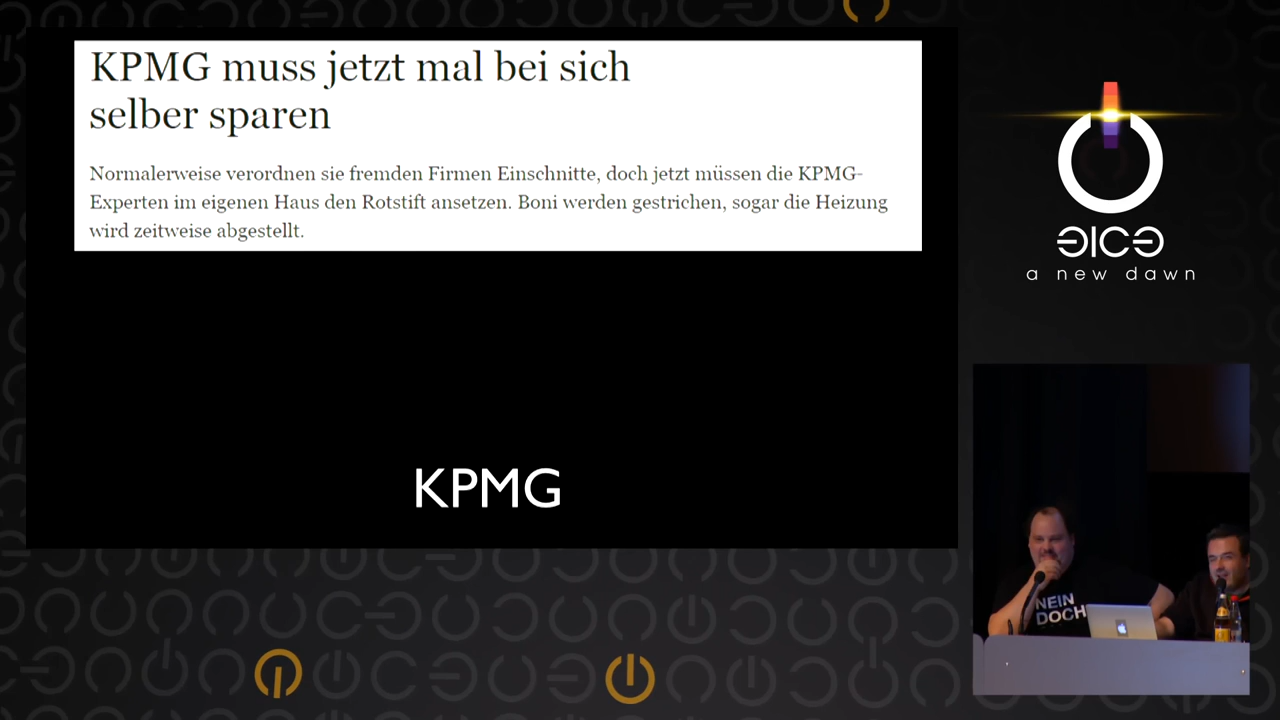 KPMG muss jetzt mal bei sich
selber sparen
Normalerweise verordnen sie fremden Firmen Einschnitte, doch jetzt müssen die KPMG-
Experten im eigenen Haus den Rotstift ansetzen. Boni werden gestrichen, sogar die Heizung
wird zeitweise abgestellt.
KPMG
a new dawn
NEIN
DOCH